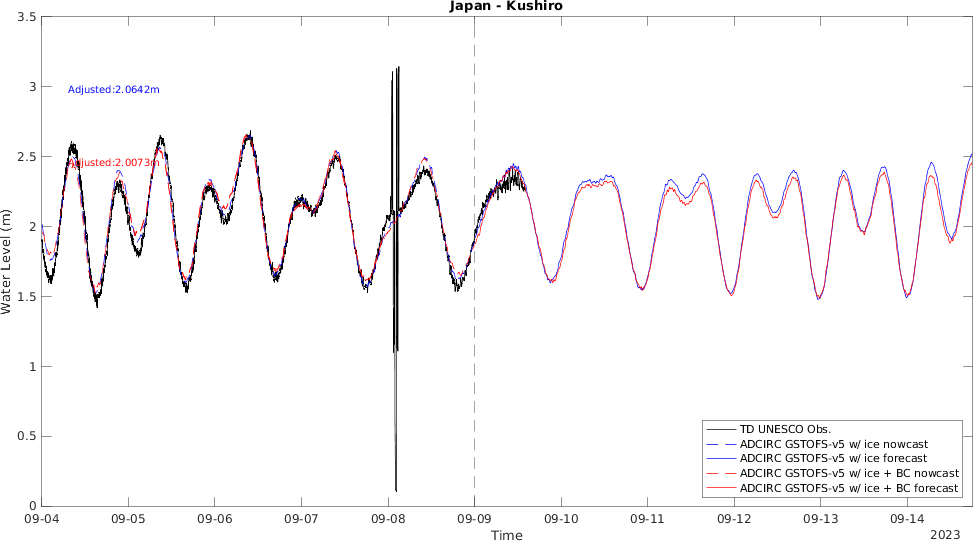 Japan - Kushiro
3.5
3
2.5
2
1.5
1
0.5
0
Water Level (m)
Adjusted:2.0642m
Adjusted:2.0073m
TD UNESCO Obs.
ADCIRC GSTOFS-v5 w/ ice nowcast
ADCIRC GSTOFS-v5 w/ ice forecast
ADCIRC GSTOFS-v5 w/ ice + BC nowcast
ADCIRC GSTOFS-v5 w/ ice + BC forecast
09-04 09-05 09-06 09-07 09-08 09-09 09-10 09-11 09-12 09-13 09-14
Time
2023